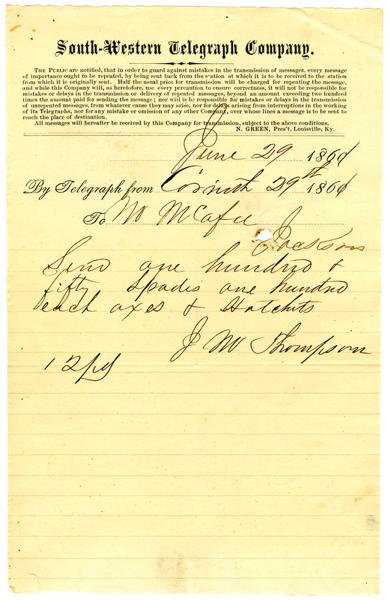 South-Western Telegraph Company.
The Public are notified, that in order to guard against mistakes in the transmission of messages, every message
of importance ought to be repeated, by being sent back from the station at which it is to be received to the station
from which it is originally sent. Half the usual price for transmission will be charged for repeating the message,
and while this Company will, as heretofore, use every precaution to ensure correctness, it will not be responsible for
mistakes or delays in the transmission or delivery of repeated messages, beyond an amount exceeding two hundred
times the amount paid for sending the message; nor will it be responsible for mistakes or delays in the transmission
of unrepeated messages, from whatever cause they may arise, nor for delays arising from interruptions in the working
of its Telegraphs, nor for any mistake or omission of any other Company, over whose lines a message is to be sent to
reach the place of destination.
All messages will hereafter be received by this Company for transmission, subject to the above conditions.
N. GREEN, Pres't, Louisville, Ky.
June 29 1861
By Telegraph from Corinth 29th 1861
To W McAfee
Jackson
Send one hundred &
fifty spades one hundred
each axes & Hatchets
J W Thompson
12 pd